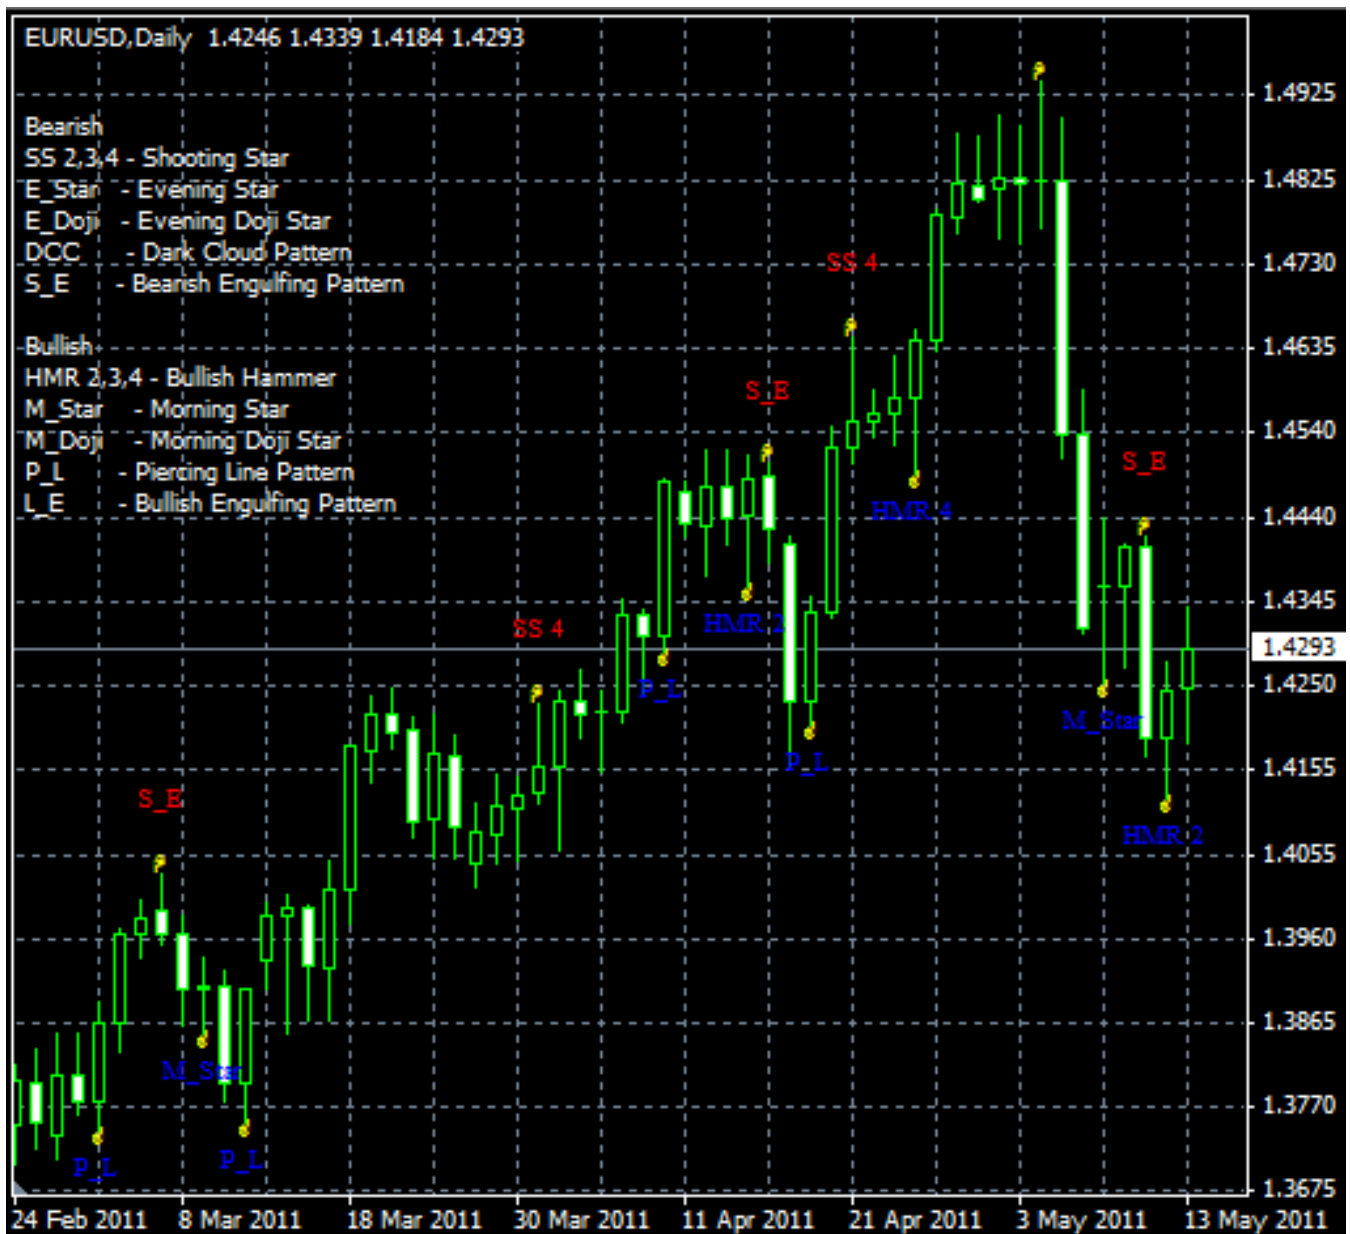 EURUSD,Daily 1.4246 1.4339 1.4184 1.4293
Bearish
SS 2,3,4 - Shooting Star
E_Star - Evening Star
E_Doji - Evening Doji Star
DCC - Dark Cloud Pattern
S_E - Bearish Engulfing Pattern
Bullish
HMR 2,3,4 - Bullish Hammer
M_Star - Morning Star
M_Doji - Morning Doji Star
P_L - Piercing Line Pattern
L_E - Bullish Engulfing Pattern
SS 4
S_E
S_E
HMR 4
HMR 2
SS 4
P_L
M_Star
P_L
S_E
HMR 2
M_Star
P_L
P_L
1.4925
1.4825
1.4730
1.4635
1.4540
1.4440
1.4345
1.4293
1.4250
1.4155
1.4055
1.3960
1.3865
1.3770
1.3675
24 Feb 2011 8 Mar 2011 18 Mar 2011 30 Mar 2011 11 Apr 2011 21 Apr 2011 3 May 2011 13 May 2011